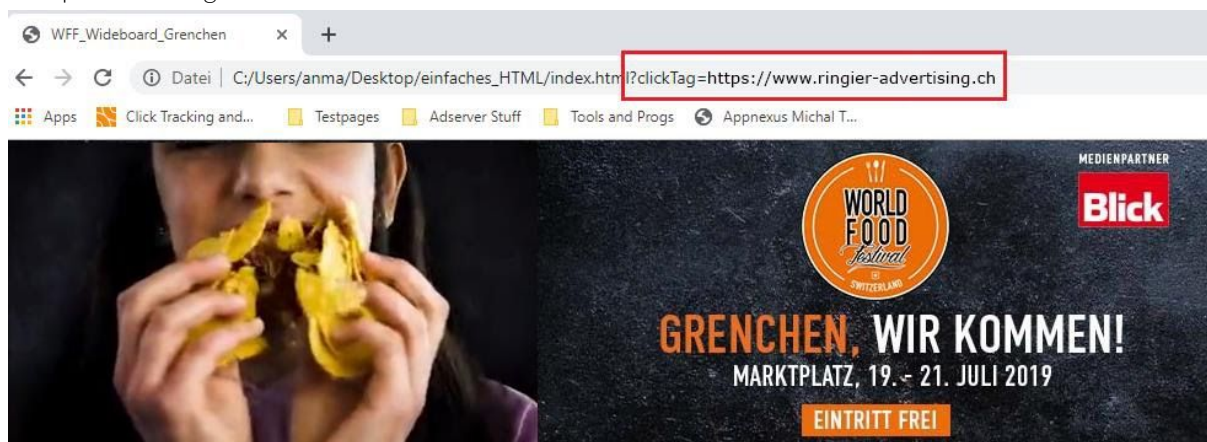 WFF_Wideboard_Grenchen
Datei | C:/Users/anma/Desktop/einfaches_HTML/index.html?clickTag=https://www.ringier-advertising.ch
Apps Click Tracking and... Testpages Adserver Stuff Tools and Progs Appnexus Michal T...
MEDIENPARTNER
Blick
WORLD
FOOD
Festival
SWITZERLAND
GRENCHEN, WIR KOMMEN!
MARKTPLATZ, 19. - 21. JULI 2019
EINTRITT FREI